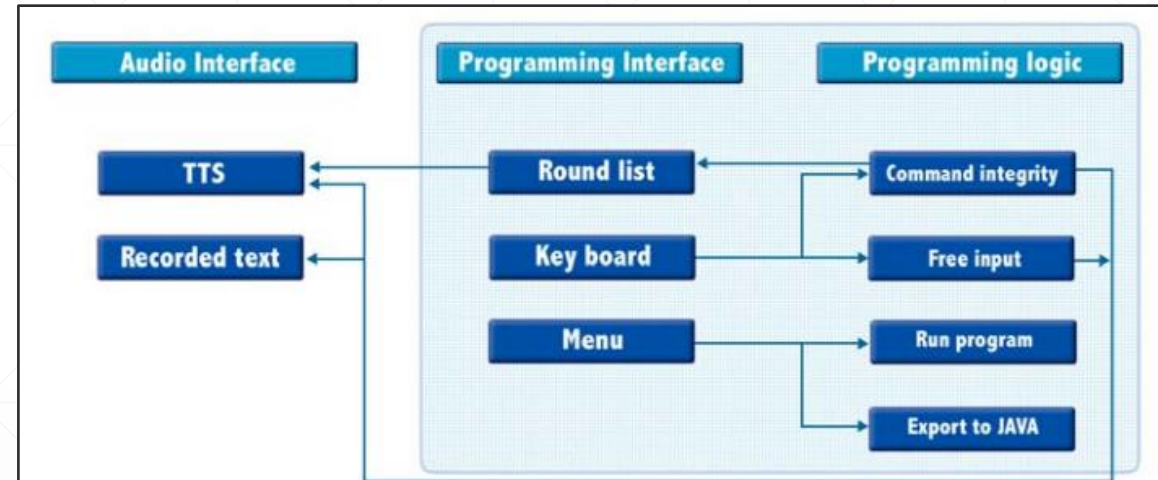 Audio Interface
Programming Interface
Programming logic
TTS
Round list
Command integrity
Recorded text
Key board
Free input
Menu
Run program
Export to JAVA